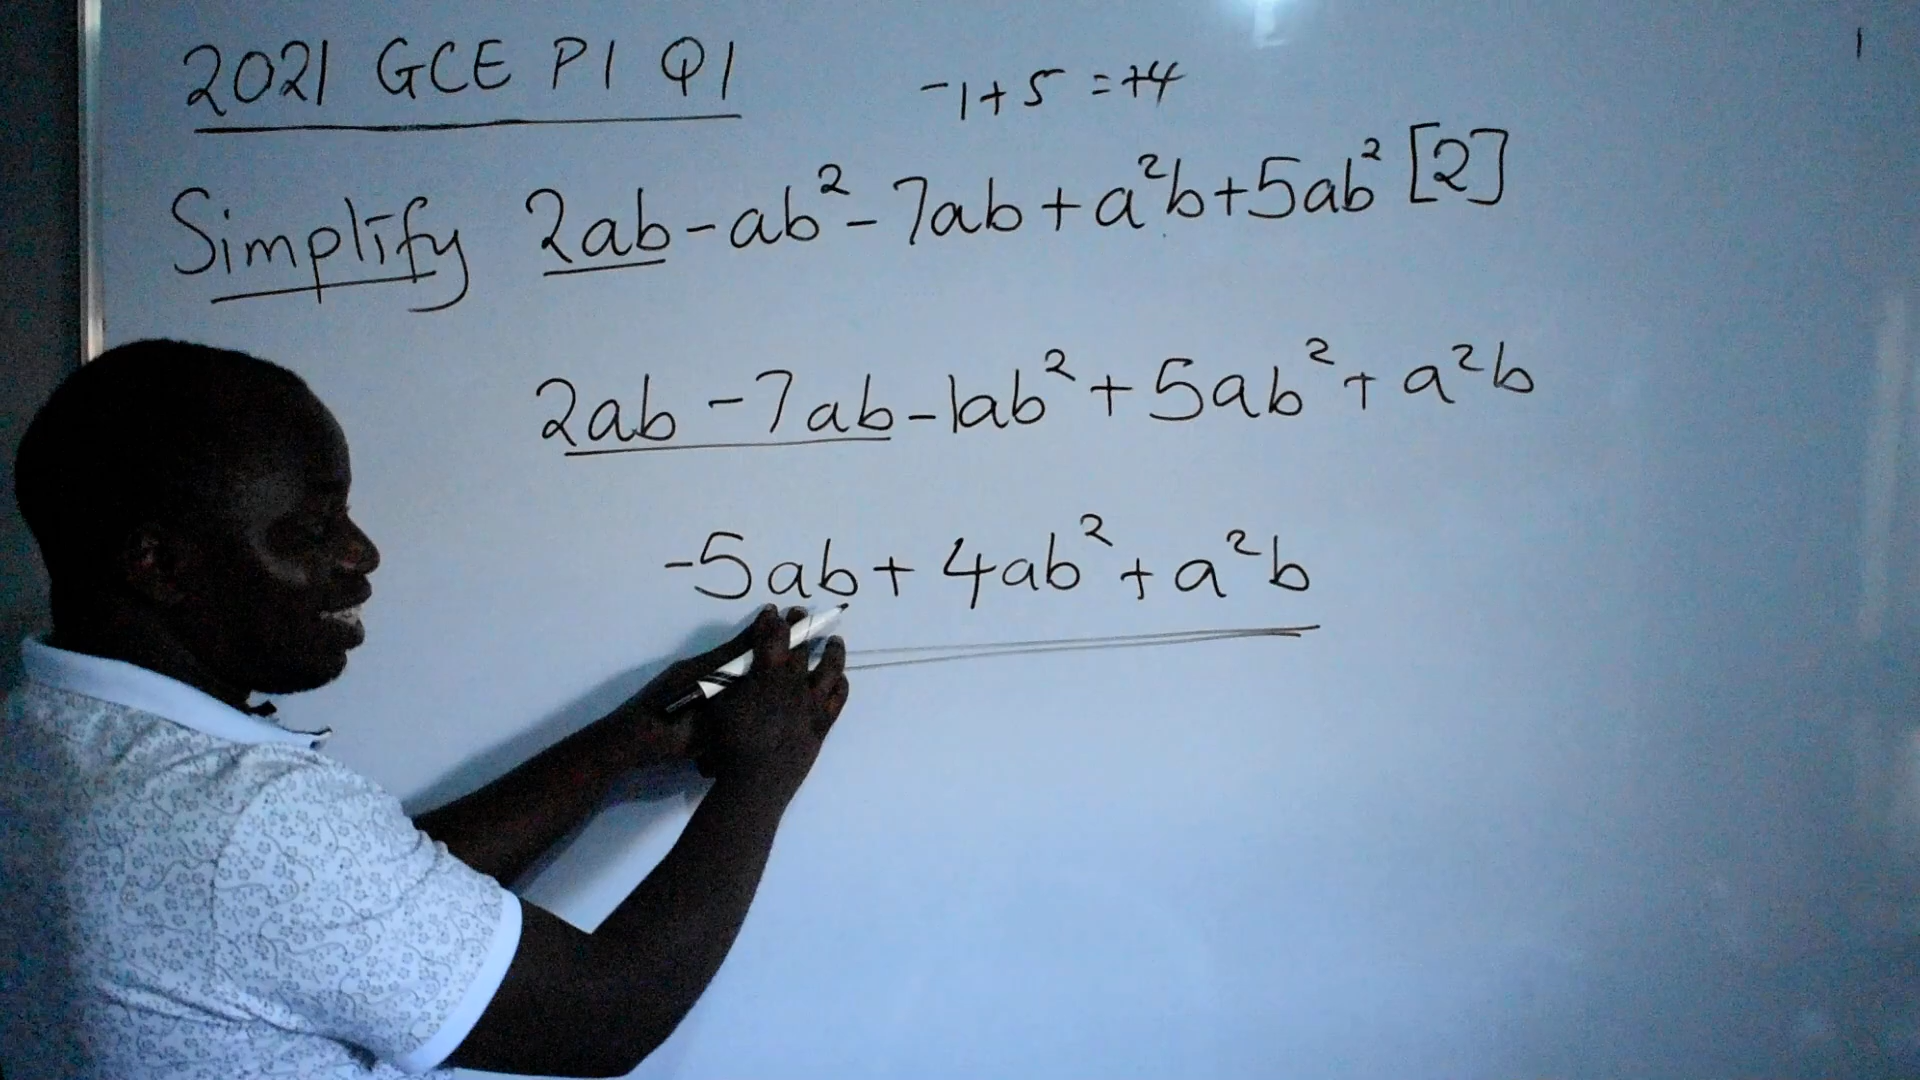 2021 GCE P1 Q1
-1+5 = +4
Simplify 2ab - ab² - 7ab + a²b + 5ab² [2]
2ab - 7ab - 1ab² + 5ab² + a²b
-5ab + 4ab² + a²b